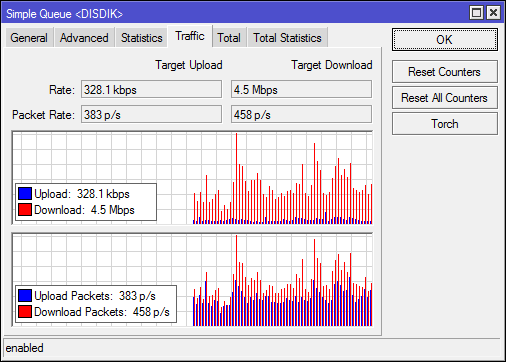 Simple Queue <DISDIK>
General Advanced Statistics Traffic Total Total Statistics
Target Upload Target Download
Rate: 328.1 kbps 4.5 Mbps
Packet Rate: 383 p/s 458 p/s
Upload: 328.1 kbps
Download: 4.5 Mbps
Upload Packets: 383 p/s
Download Packets: 458 p/s
OK
Reset Counters
Reset All Counters
Torch
enabled